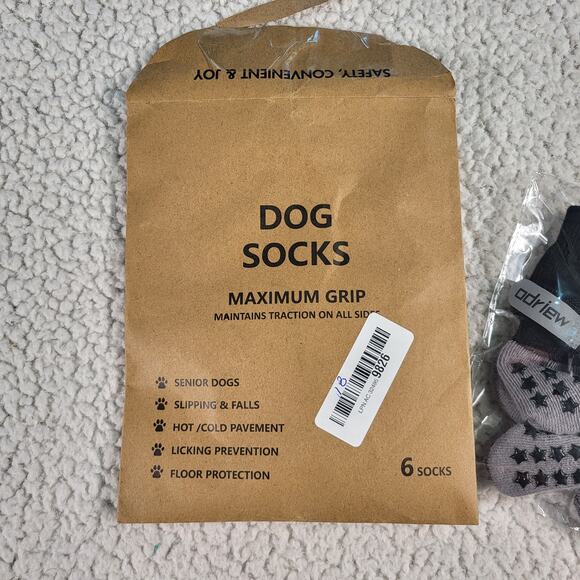 SAFETY, CONVENIENT & JOY
DOG
SOCKS
MAXIMUM GRIP
MAINTAINS TRACTION ON ALL SIDES
SENIOR DOGS
SLIPPING & FALLS
HOT /COLD PAVEMENT
LICKING PREVENTION
FLOOR PROTECTION
6 SOCKS
9826
odriew